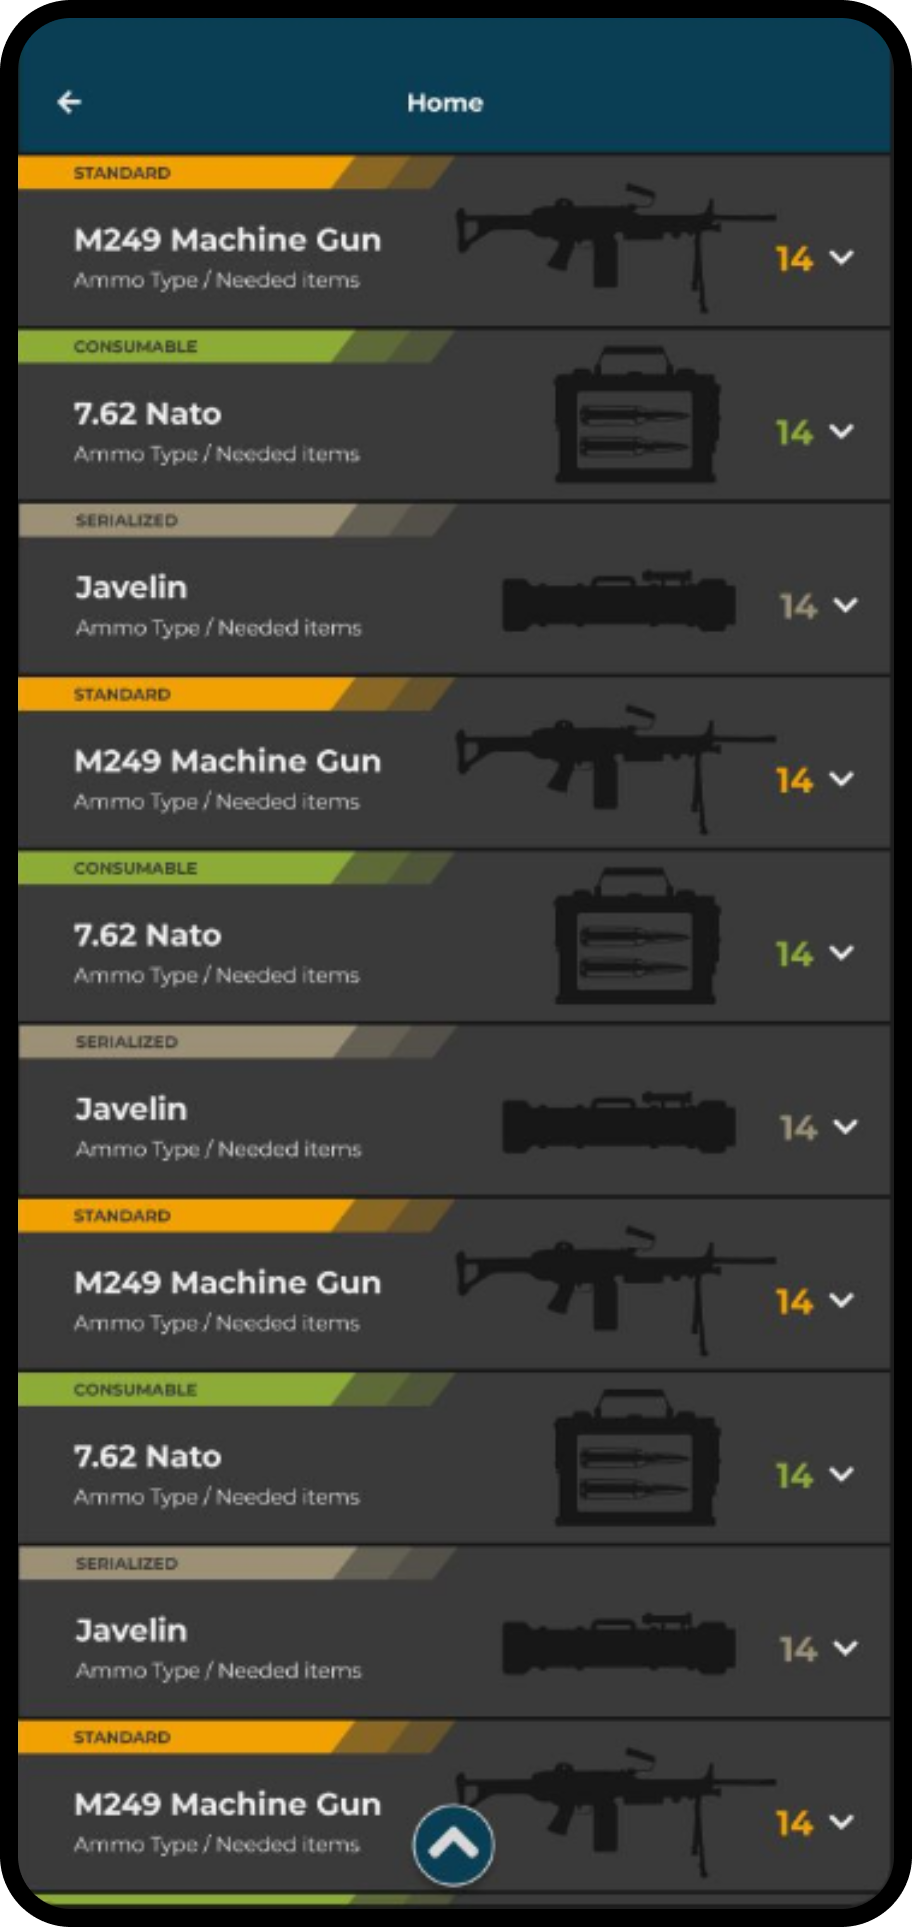 Home
STANDARD
M249 Machine Gun
Ammo Type / Needed items
14
CONSUMABLE
7.62 Nato
Ammo Type / Needed items
14
SERIALIZED
Javelin
Ammo Type / Needed items
14
STANDARD
M249 Machine Gun
Ammo Type / Needed items
14
CONSUMABLE
7.62 Nato
Ammo Type / Needed items
14
SERIALIZED
Javelin
Ammo Type / Needed items
14
STANDARD
M249 Machine Gun
Ammo Type / Needed items
14
CONSUMABLE
7.62 Nato
Ammo Type / Needed items
14
SERIALIZED
Javelin
Ammo Type / Needed items
14
STANDARD
M249 Machine Gun
Ammo Type / Needed items
14